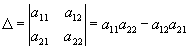 Δ = |a₁₁ a₁₂; a₂₁ a₂₂| = a₁₁a₂₂ − a₁₂a₂₁